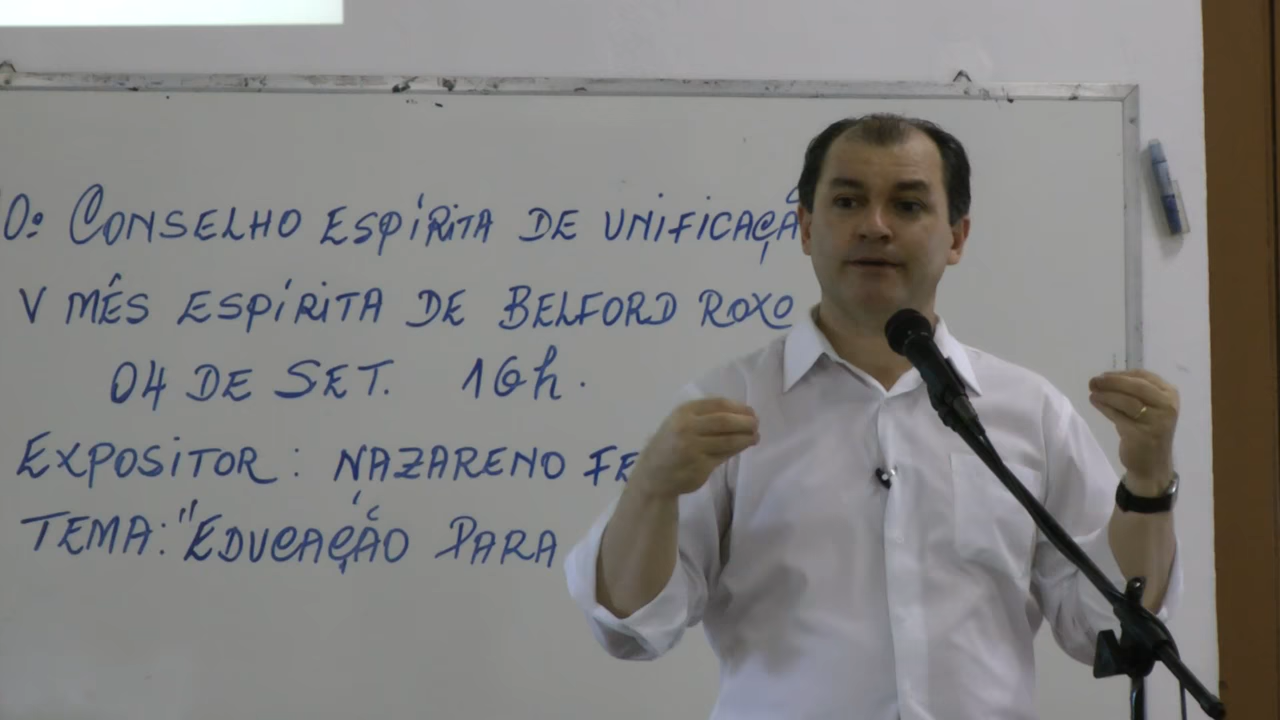 O: CONSELHO ESPÍRITA DE UNIFICAÇÃ
V MÊS ESPÍRITA DE BELFORD ROXO
04 DE SET. 16h.
EXPOSITOR: NAZARENO FE
TEMA: "EDUCAÇÃO PARA